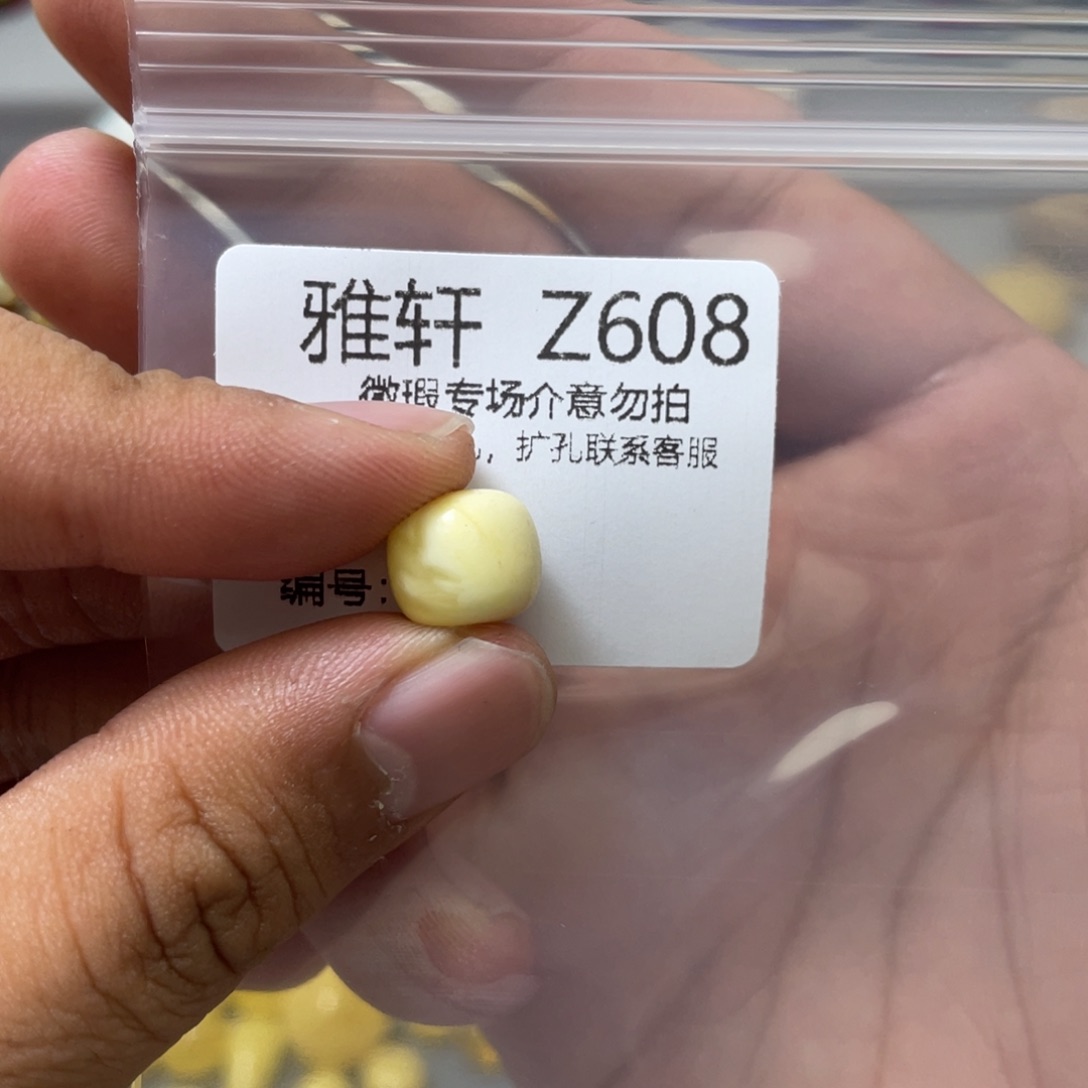 雅轩 Z608
微瑕专场介意勿拍
，扩孔联系客服
编号：